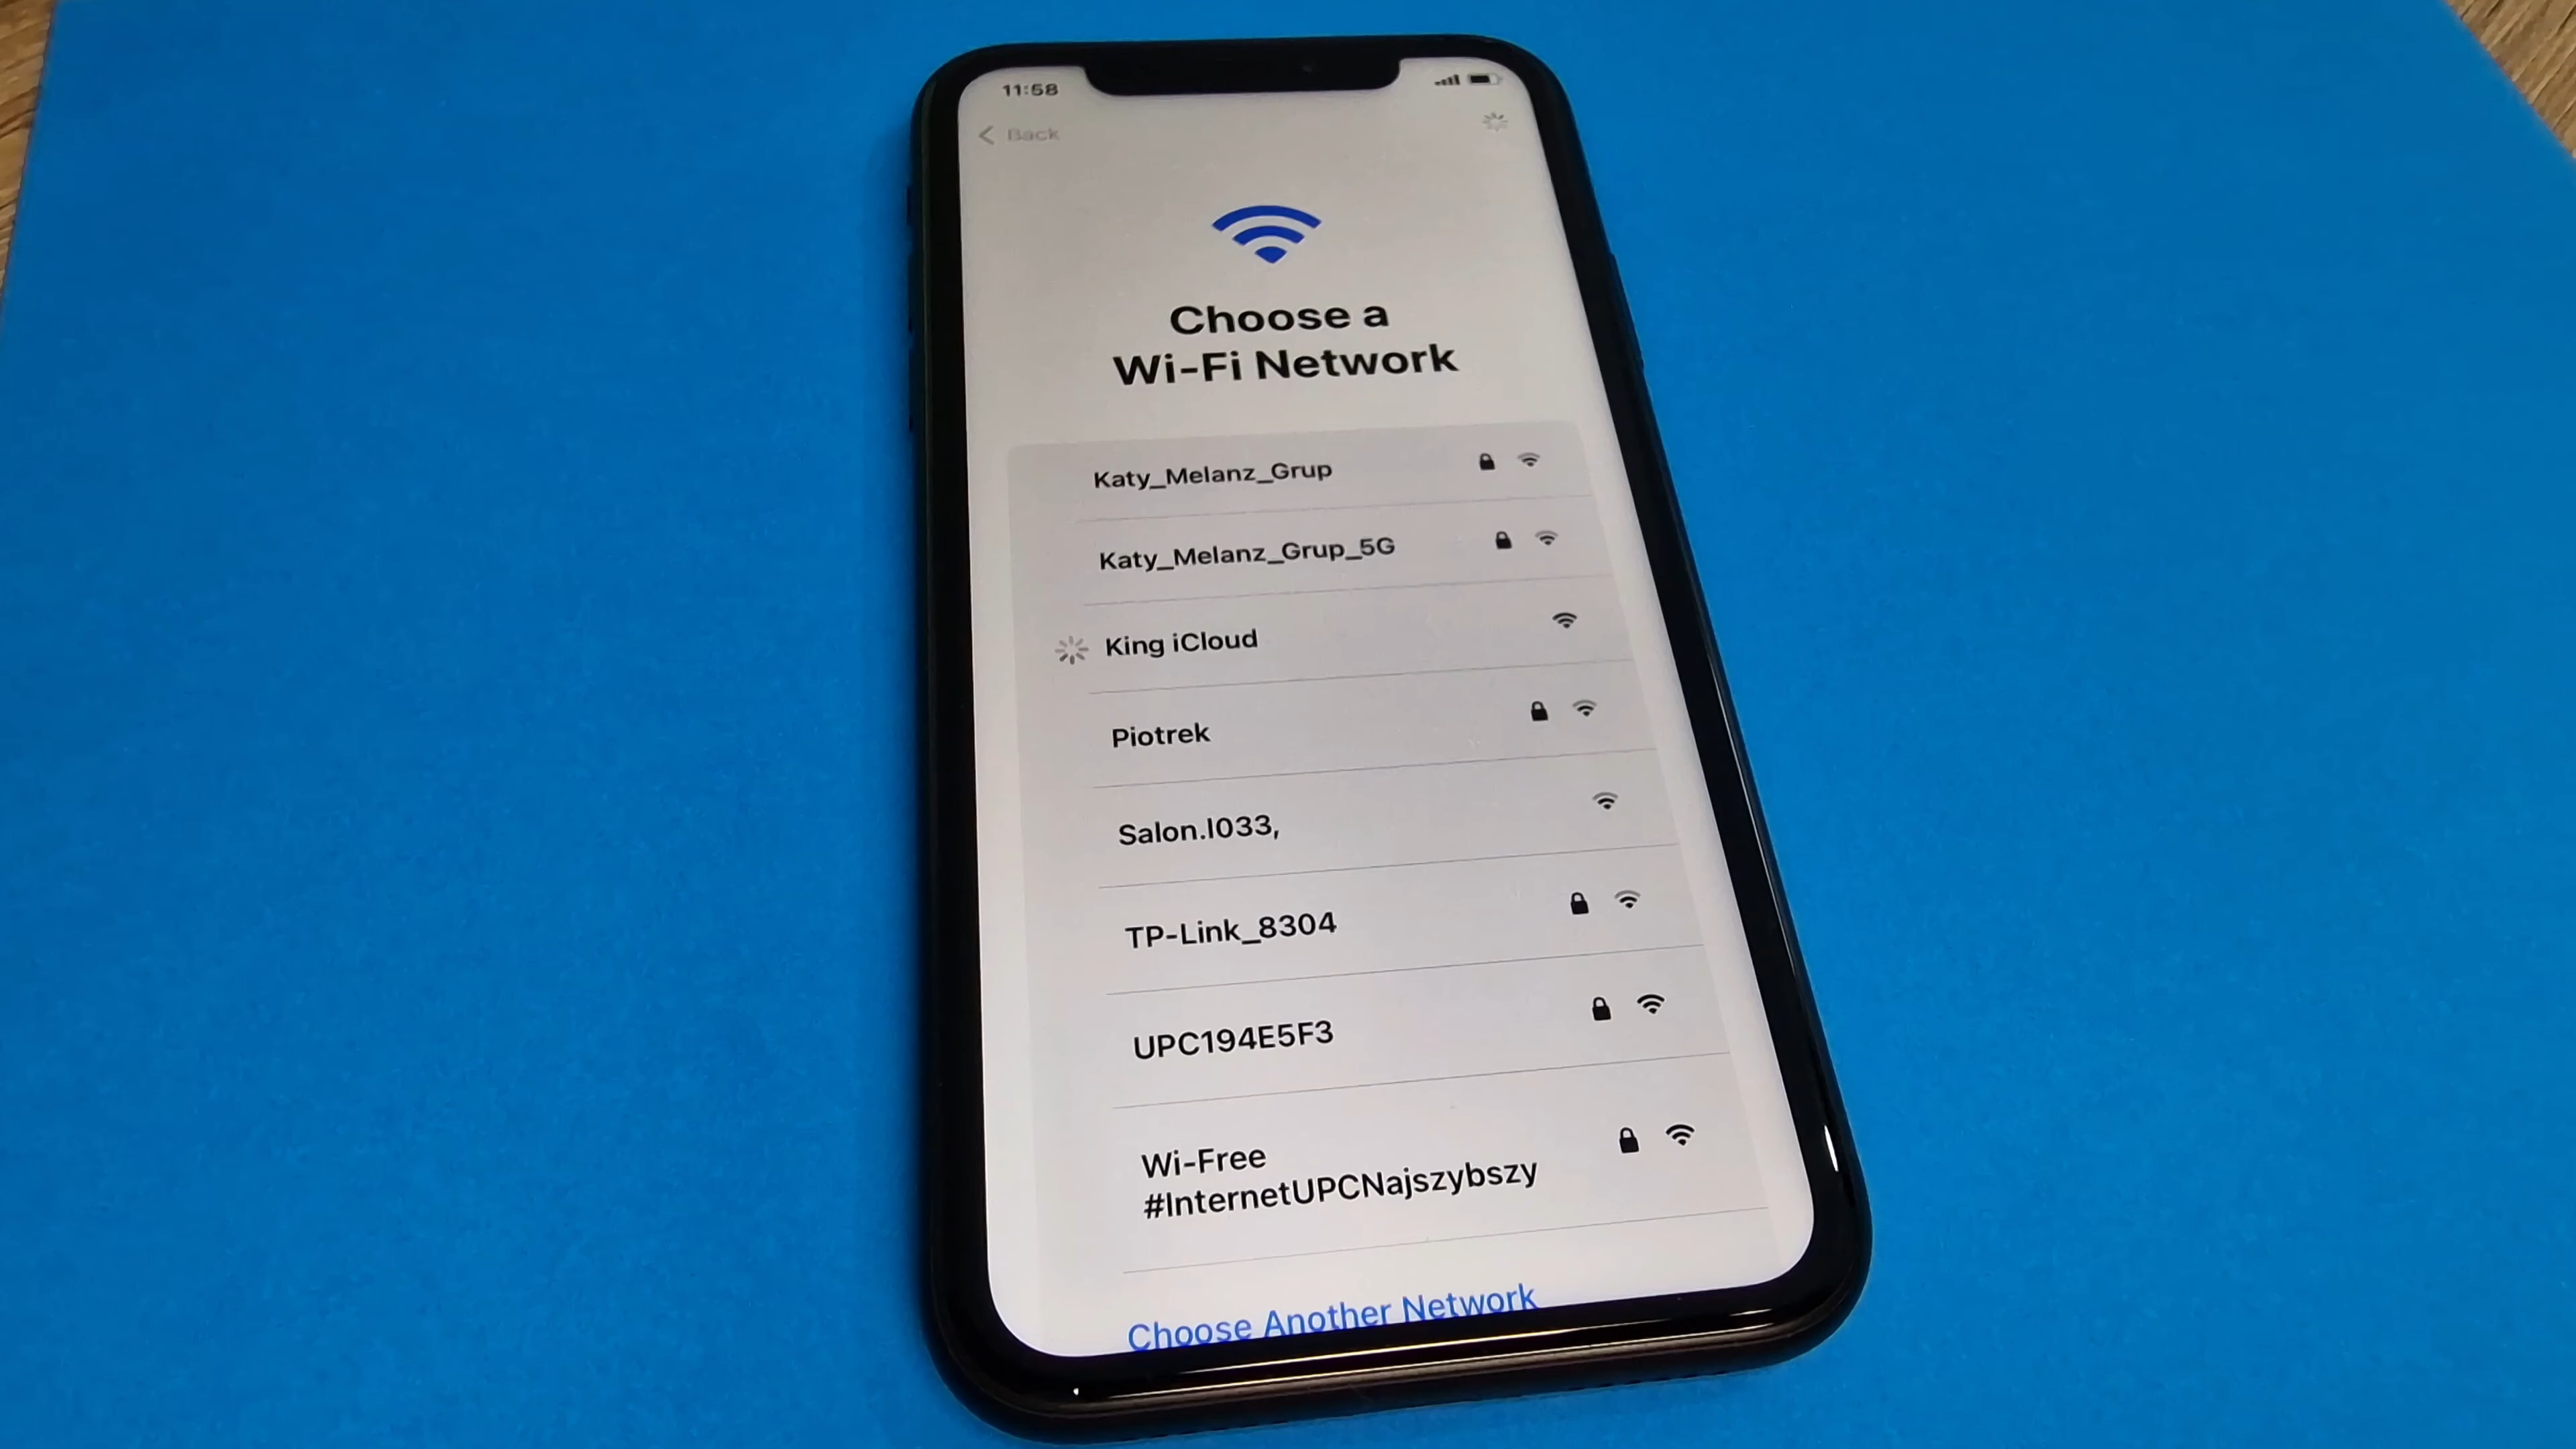 11:58
Back
Choose a
Wi-Fi Network
Katy_Melanz_Grup
Katy_Melanz_Grup_5G
King iCloud
Piotrek
Salon.I033,
TP-Link_8304
UPC194E5F3
Wi-Free
#InternetUPCNajszybszy
Choose Another Network